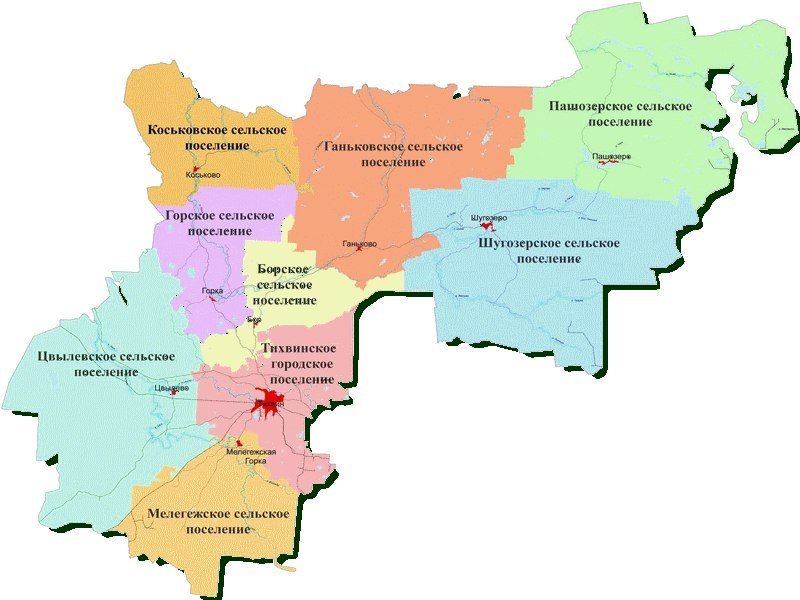 Пашозерское сельское
поселение
Коськовское сельское
поселение
Ганьковское сельское
поселение
Пашозеро
Коськово
Горское сельское
поселение
Шугозеро
Шугозерское сельское
поселение
Ганьково
Борское
сельское
поселение
Горка
Бор
Тихвинское
городское
поселение
Цвылевское сельское
поселение
Цвылево
Тихвин
Мелегежская
Горка
Мелегежское сельское
поселение